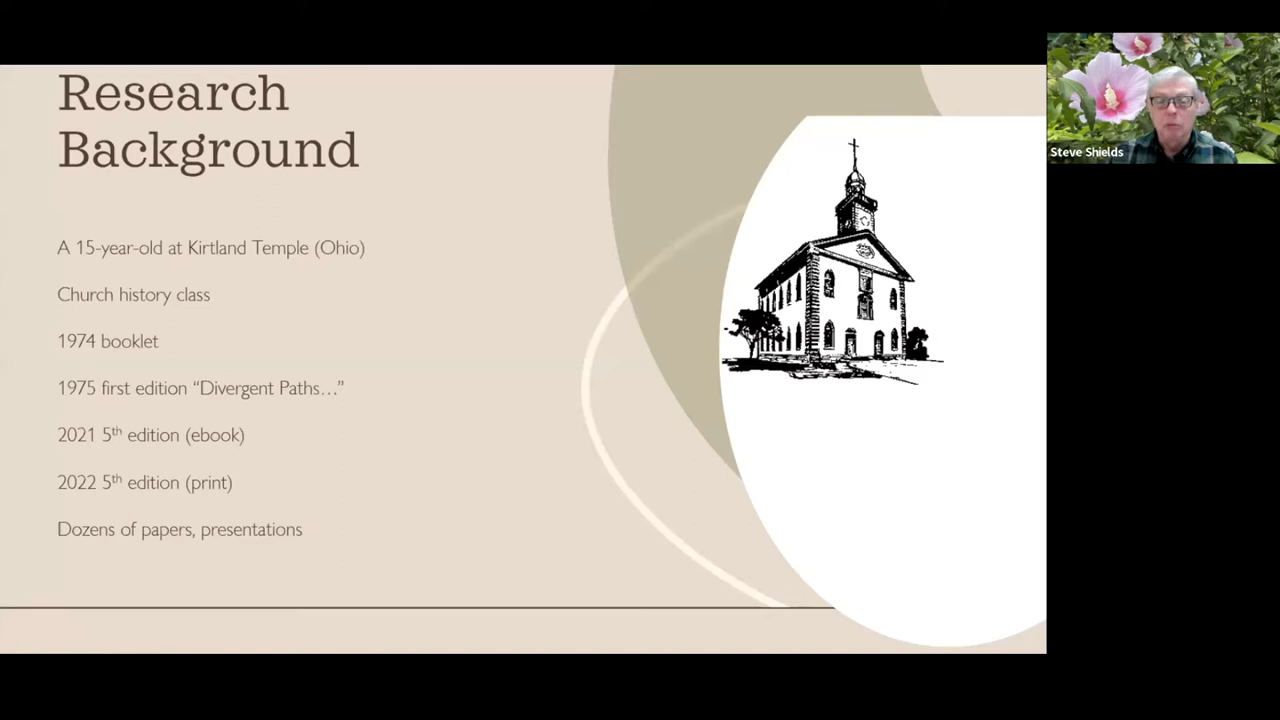 Research
Background
A 15-year-old at Kirtland Temple (Ohio)
Church history class
1974 booklet
1975 first edition “Divergent Paths…”
2021 5th edition (ebook)
2022 5th edition (print)
Dozens of papers, presentations
Steve Shields